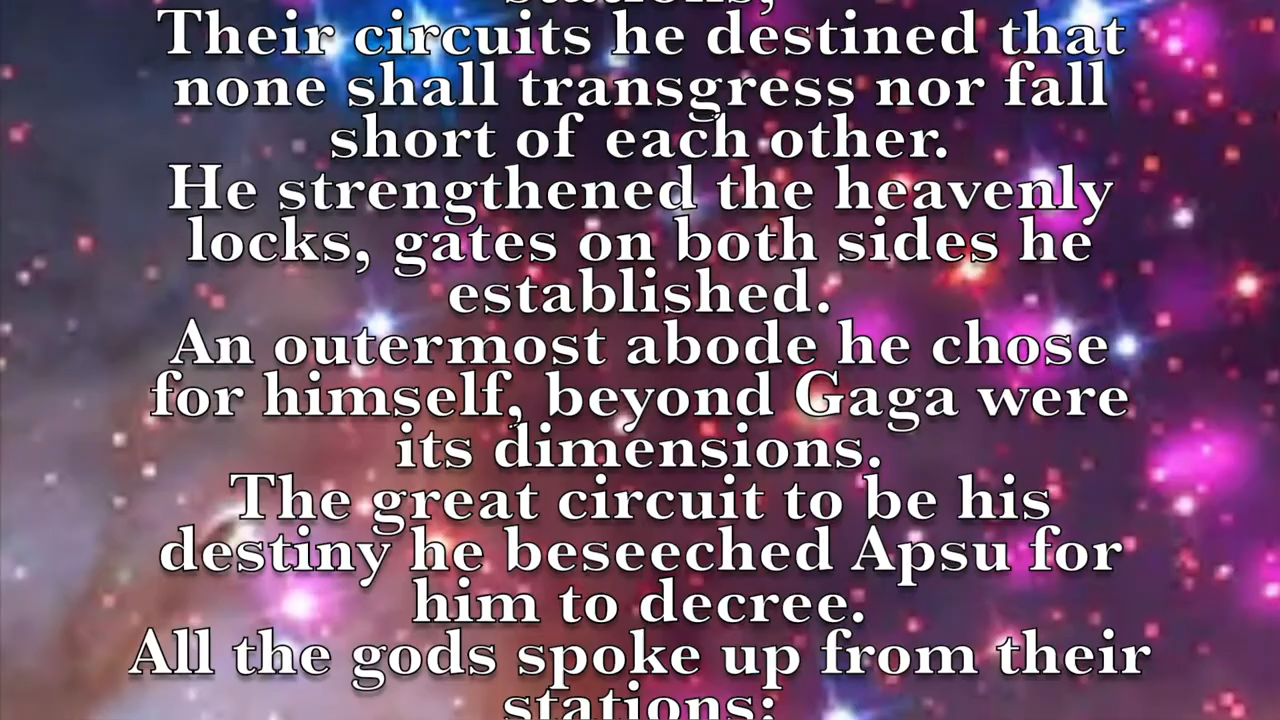 stations,
Their circuits he destined that
none shall transgress nor fall
short of each other.
He strengthened the heavenly
locks, gates on both sides he
established.
An outermost abode he chose
for himself, beyond Gaga were
its dimensions.
The great circuit to be his
destiny he beseeched Apsu for
him to decree.
All the gods spoke up from their
stations: